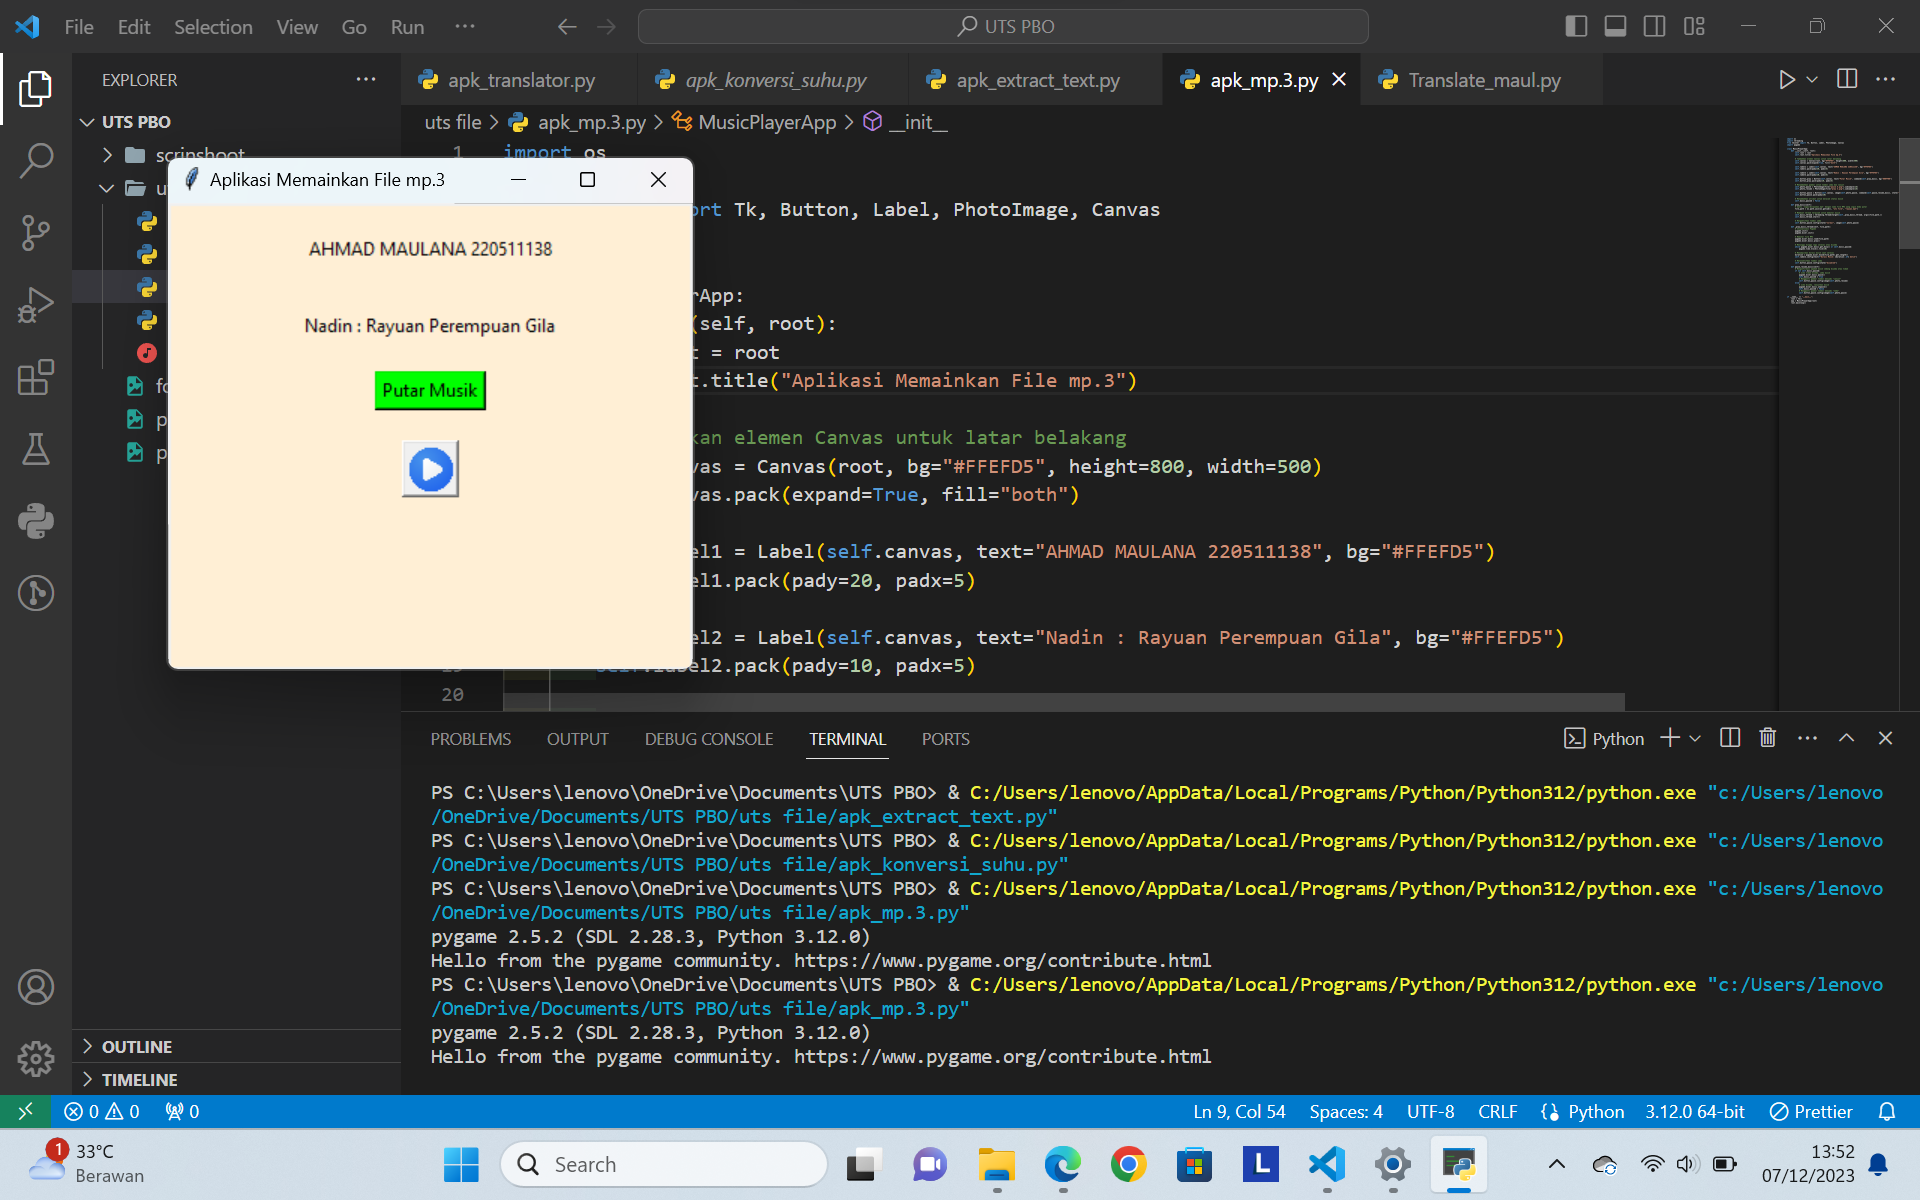 File Edit Selection View Go Run ··· UTS PBO
EXPLORER ···
UTS PBO
scrinshoot
apk_translator.py apk_konversi_suhu.py apk_extract_text.py apk_mp.3.py Translate_maul.py
uts file > apk_mp.3.py > MusicPlayerApp > __init__
1 import os
Aplikasi Memainkan File mp.3
AHMAD MAULANA 220511138
Nadin : Rayuan Perempuan Gila
Putar Musik
ort Tk, Button, Label, PhotoImage, Canvas
rApp:
(self, root):
t = root
t.title("Aplikasi Memainkan File mp.3")
kan elemen Canvas untuk latar belakang
vas = Canvas(root, bg="#FFEFD5", height=800, width=500)
vas.pack(expand=True, fill="both")
el1 = Label(self.canvas, text="AHMAD MAULANA 220511138", bg="#FFEFD5")
el1.pack(pady=20, padx=5)
el2 = Label(self.canvas, text="Nadin : Rayuan Perempuan Gila", bg="#FFEFD5")
self.label2.pack(pady=10, padx=5)
20
PROBLEMS OUTPUT DEBUG CONSOLE TERMINAL PORTS Python
PS C:\Users\lenovo\OneDrive\Documents\UTS PBO> & C:/Users/lenovo/AppData/Local/Programs/Python/Python312/python.exe "c:/Users/lenovo
/OneDrive/Documents/UTS PBO/uts file/apk_extract_text.py"
PS C:\Users\lenovo\OneDrive\Documents\UTS PBO> & C:/Users/lenovo/AppData/Local/Programs/Python/Python312/python.exe "c:/Users/lenovo
/OneDrive/Documents/UTS PBO/uts file/apk_konversi_suhu.py"
PS C:\Users\lenovo\OneDrive\Documents\UTS PBO> & C:/Users/lenovo/AppData/Local/Programs/Python/Python312/python.exe "c:/Users/lenovo
/OneDrive/Documents/UTS PBO/uts file/apk_mp.3.py"
pygame 2.5.2 (SDL 2.28.3, Python 3.12.0)
Hello from the pygame community. https://www.pygame.org/contribute.html
PS C:\Users\lenovo\OneDrive\Documents\UTS PBO> & C:/Users/lenovo/AppData/Local/Programs/Python/Python312/python.exe "c:/Users/lenovo
/OneDrive/Documents/UTS PBO/uts file/apk_mp.3.py"
pygame 2.5.2 (SDL 2.28.3, Python 3.12.0)
Hello from the pygame community. https://www.pygame.org/contribute.html
OUTLINE
TIMELINE
0 0 0 Ln 9, Col 54 Spaces: 4 UTF-8 CRLF Python 3.12.0 64-bit Prettier
1 33°C
Berawan
Search
13:52
07/12/2023